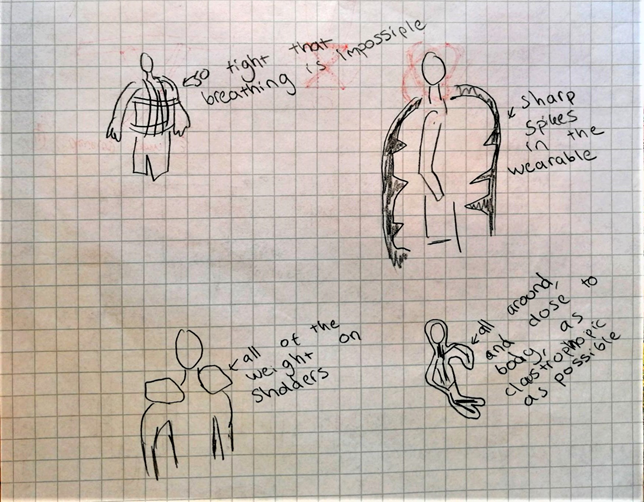 so tight that
breathing is impossiple
sharp
spikes
in the
wearable
all of the
weight on
sholders
all around,
and close to
body, as
clastrophopic
as possible